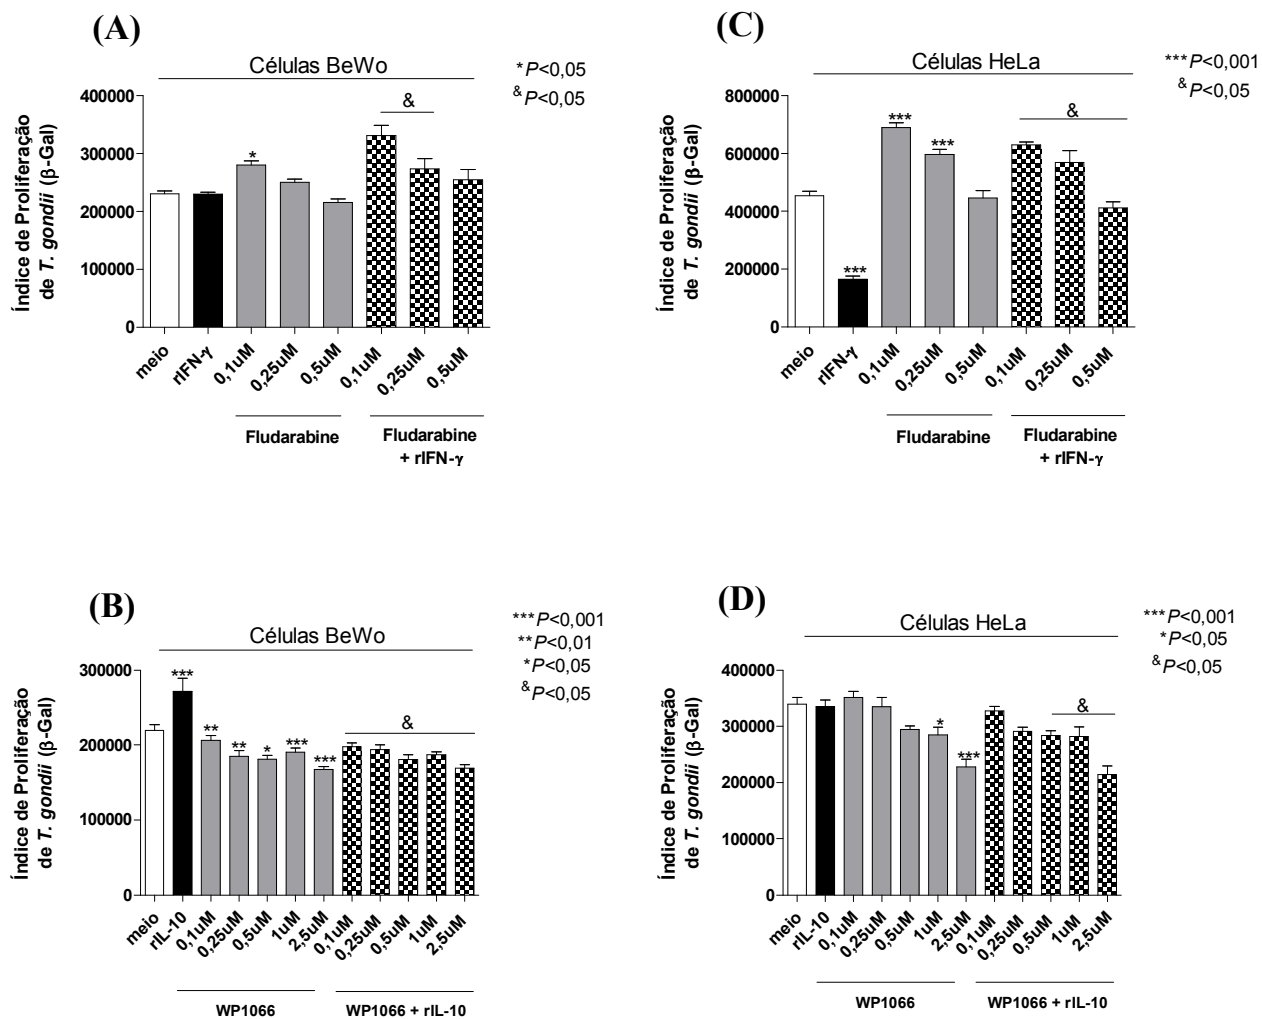 (A)
Células BeWo
*P<0,05
&P<0,05
Índice de Proliferação
de T. gondii (β-Gal)
400000
300000
200000
100000
0
&
*
meio
rIFN-γ
0,1uM
0,25uM
0,5uM
0,1uM
0,25uM
0,5uM
Fludarabine
Fludarabine
+ rIFN-γ
(C)
Células HeLa
***P<0,001
&P<0,05
Índice de Proliferação
de T. gondii (β-Gal)
800000
600000
400000
200000
0
***
***
***
&
meio
rIFN-γ
0,1uM
0,25uM
0,5uM
0,1uM
0,25uM
0,5uM
Fludarabine
Fludarabine
+ rIFN-γ
(B)
Células BeWo
***P<0,001
**P<0,01
*P<0,05
&P<0,05
Índice de Proliferação
de T. gondii (β-Gal)
300000
200000
100000
0
***
**
**
*
***
***
&
meio
rIL-10
0,1uM
0,25uM
0,5uM
1uM
2,5uM
0,1uM
0,25uM
0,5uM
1uM
2,5uM
WP1066
WP1066 + rIL-10
(D)
Células HeLa
***P<0,001
*P<0,05
&P<0,05
Índice de Proliferação
de T. gondii (β-Gal)
400000
300000
200000
100000
0
*
***
&
meio
rIL-10
0,1uM
0,25uM
0,5uM
1uM
2,5uM
0,1uM
0,25uM
0,5uM
1uM
2,5uM
WP1066
WP1066 + rIL-10